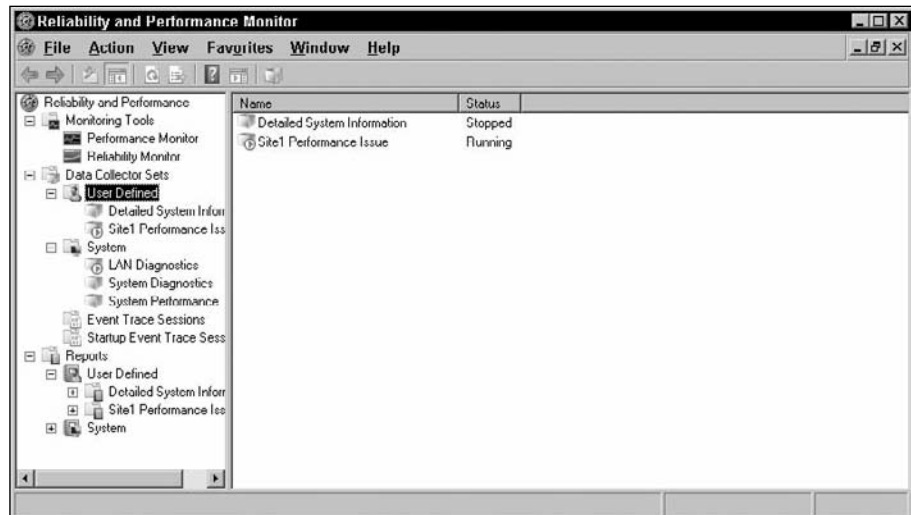 Reliability and Performance Monitor
File Action View Favorites Window Help
Reliability and Performance
Monitoring Tools
Performance Monitor
Reliability Monitor
Data Collector Sets
User Defined
Detailed System Inforr
Site1 Performance Iss
System
LAN Diagnostics
System Diagnostics
System Performance
Event Trace Sessions
Startup Event Trace Sess
Reports
User Defined
Detailed System Inforr
Site1 Performance Iss
System
Name Status
Detailed System Information Stopped
Site1 Performance Issue Running